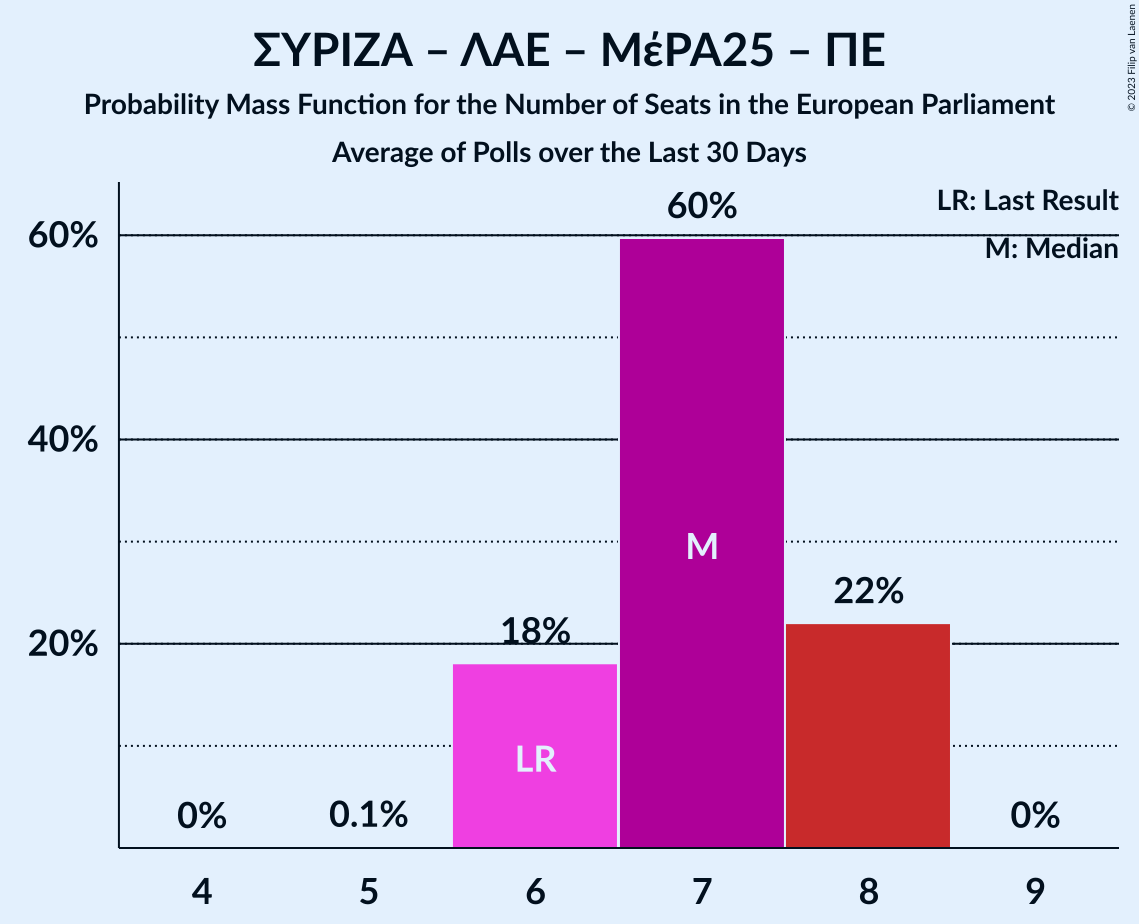 ΣΥΡΙΖΑ – ΛΑΕ – ΜέΡΑ25 – ΠΕ
Probability Mass Function for the Number of Seats in the European Parliament
Average of Polls over the Last 30 Days
© 2023 Filip van Laenen
LR: Last Result
M: Median
60%
40%
20%
0%
0.1%
18%
60%
22%
0%
LR
M
4 5 6 7 8 9